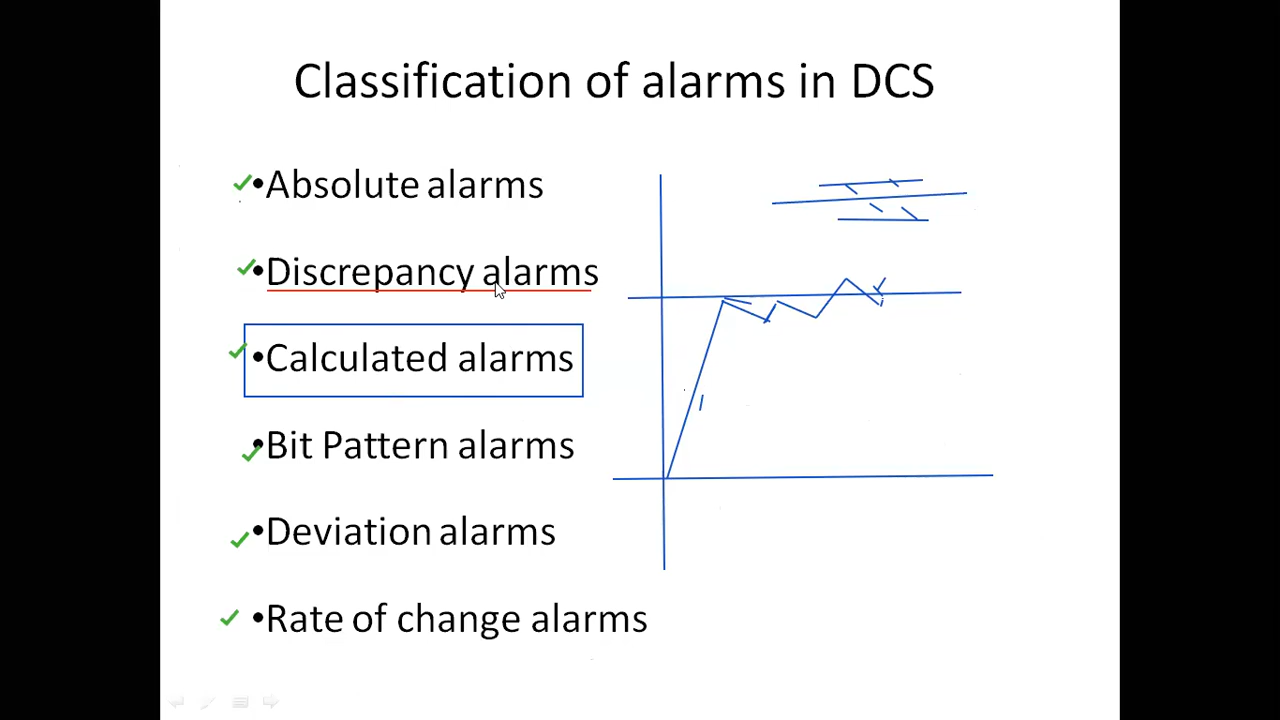 Classification of alarms in DCS
•Absolute alarms
•Discrepancy alarms
•Calculated alarms
•Bit Pattern alarms
•Deviation alarms
•Rate of change alarms